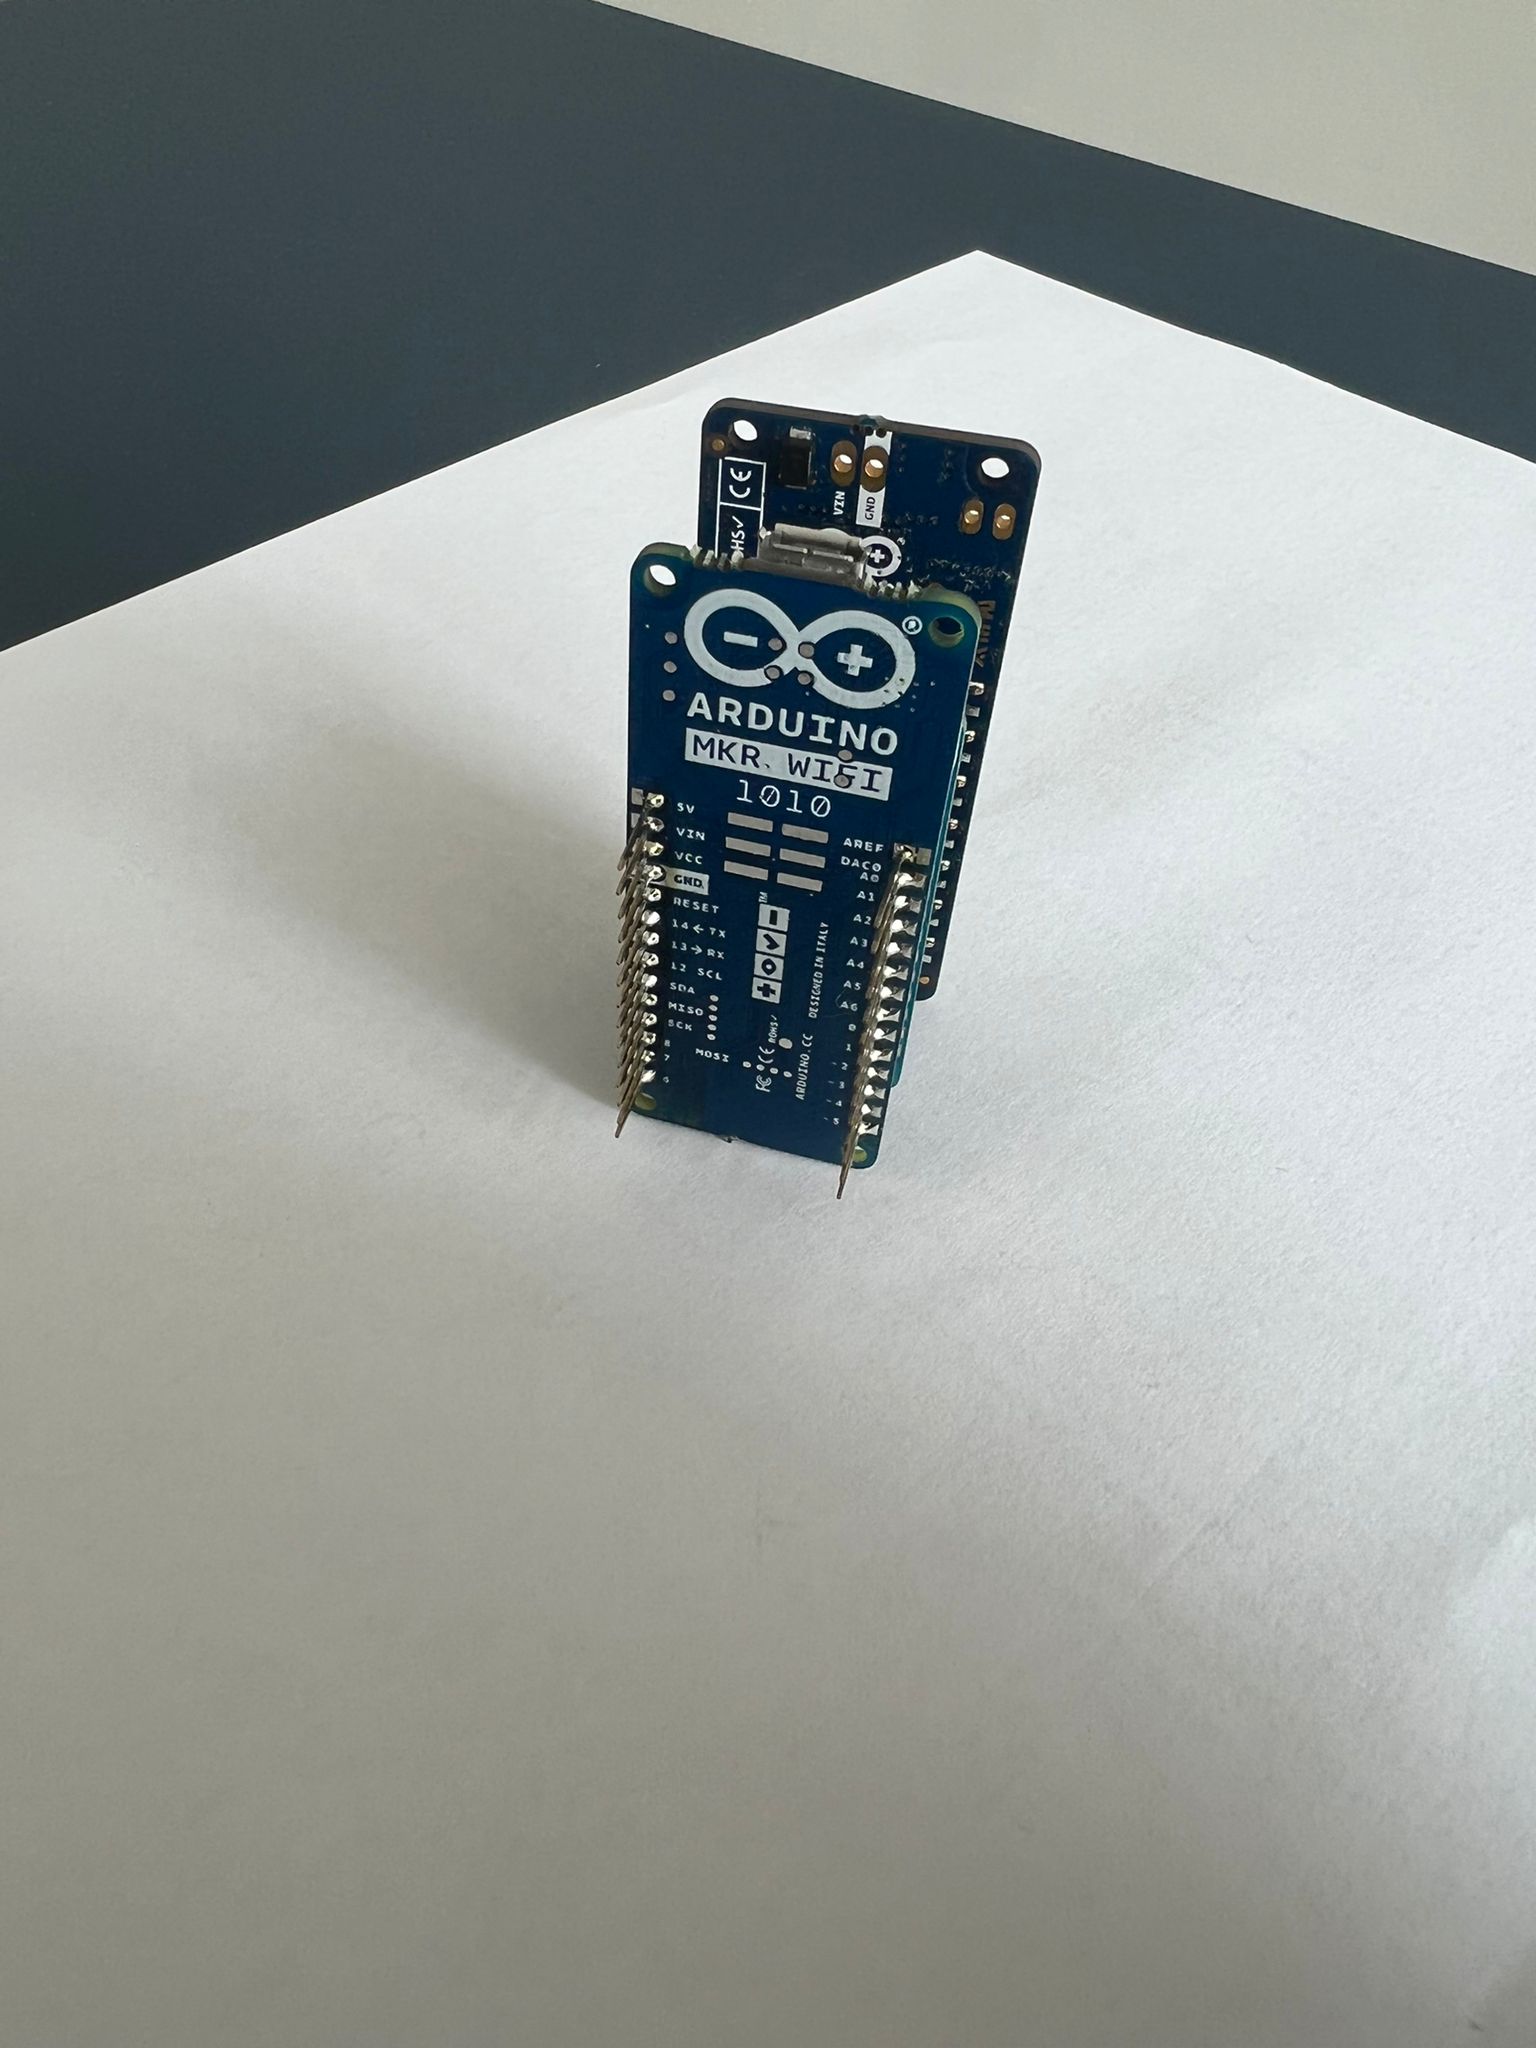 CE
VIN
GND
ARDUINO
MKR WIFI
1010
5V
VIN
VCC
GND
RESET
14← TX
13→ RX
12 SCL
SDA
MISO
SCK
8
MOSI
7
6
AREF
DAC0
A0
A1
A2
A3
A4
A5
A6
0
1
2
3
4
5
TM
DESIGNED IN ITALY
ARDUINO.CC
FC CE ROHS✓